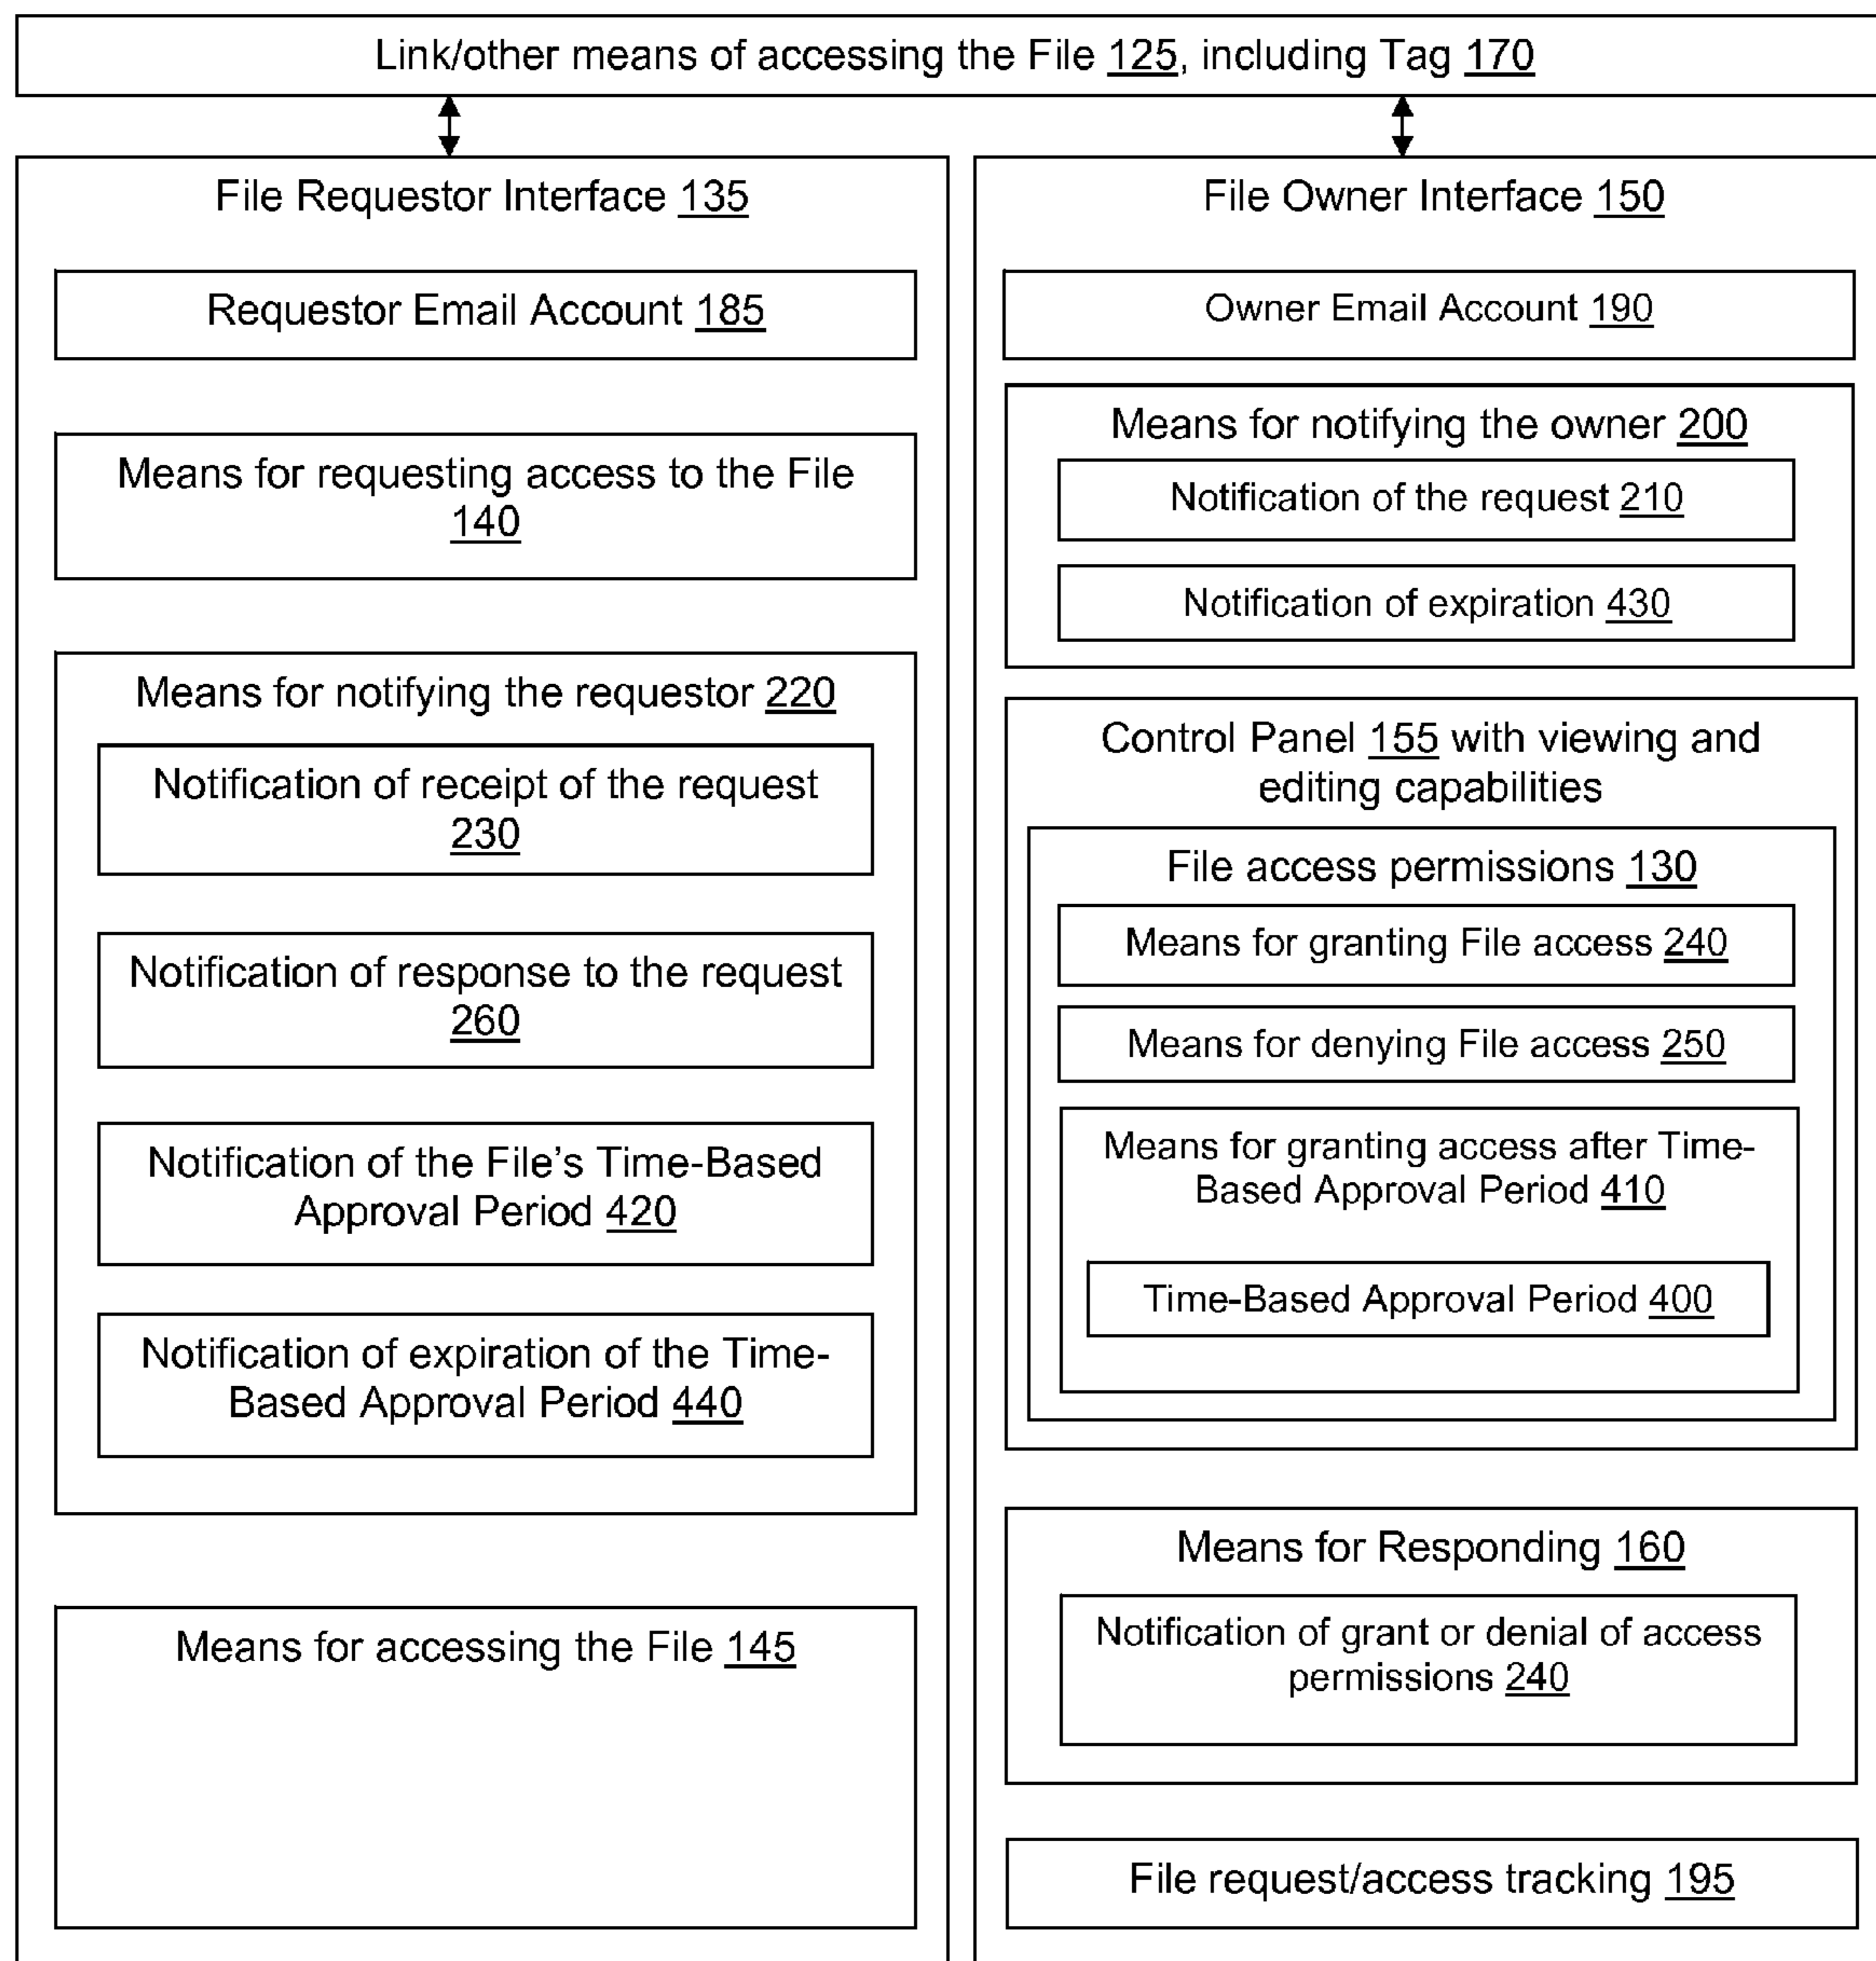 Link/other means of accessing the File 125, including Tag 170
File Requestor Interface 135
Requestor Email Account 185
Means for requesting access to the File
140
Means for notifying the requestor 220
Notification of receipt of the request
230
Notification of response to the request
260
Notification of the File's Time-Based
Approval Period 420
Notification of expiration of the Time-
Based Approval Period 440
Means for accessing the File 145
File Owner Interface 150
Owner Email Account 190
Means for notifying the owner 200
Notification of the request 210
Notification of expiration 430
Control Panel 155 with viewing and
editing capabilities
File access permissions 130
Means for granting File access 240
Means for denying File access 250
Means for granting access after Time-
Based Approval Period 410
Time-Based Approval Period 400
Means for Responding 160
Notification of grant or denial of access
permissions 240
File request/access tracking 195